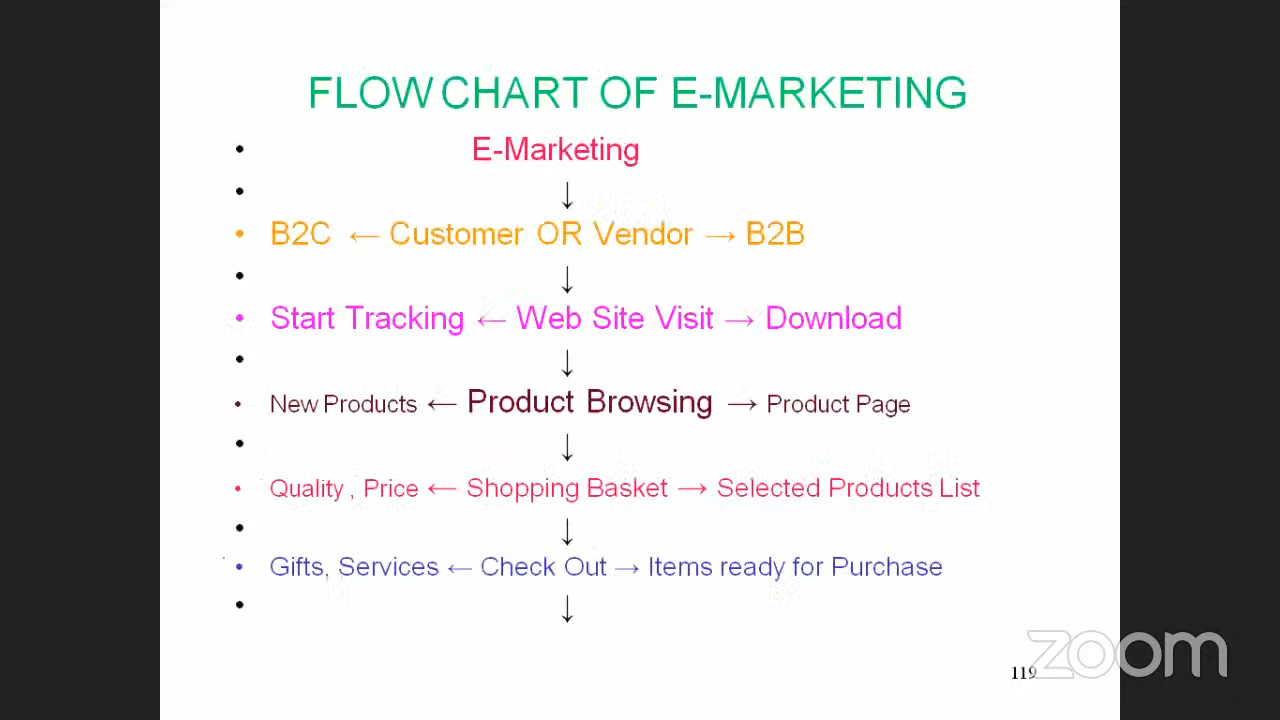 FLOW CHART OF E-MARKETING
• E-Marketing
• ↓
• B2C ← Customer OR Vendor → B2B
• ↓
• Start Tracking ← Web Site Visit → Download
• ↓
• New Products ← Product Browsing → Product Page
• ↓
• Quality , Price ← Shopping Basket → Selected Products List
• ↓
• Gifts, Services ← Check Out → Items ready for Purchase
• ↓
zoom
119